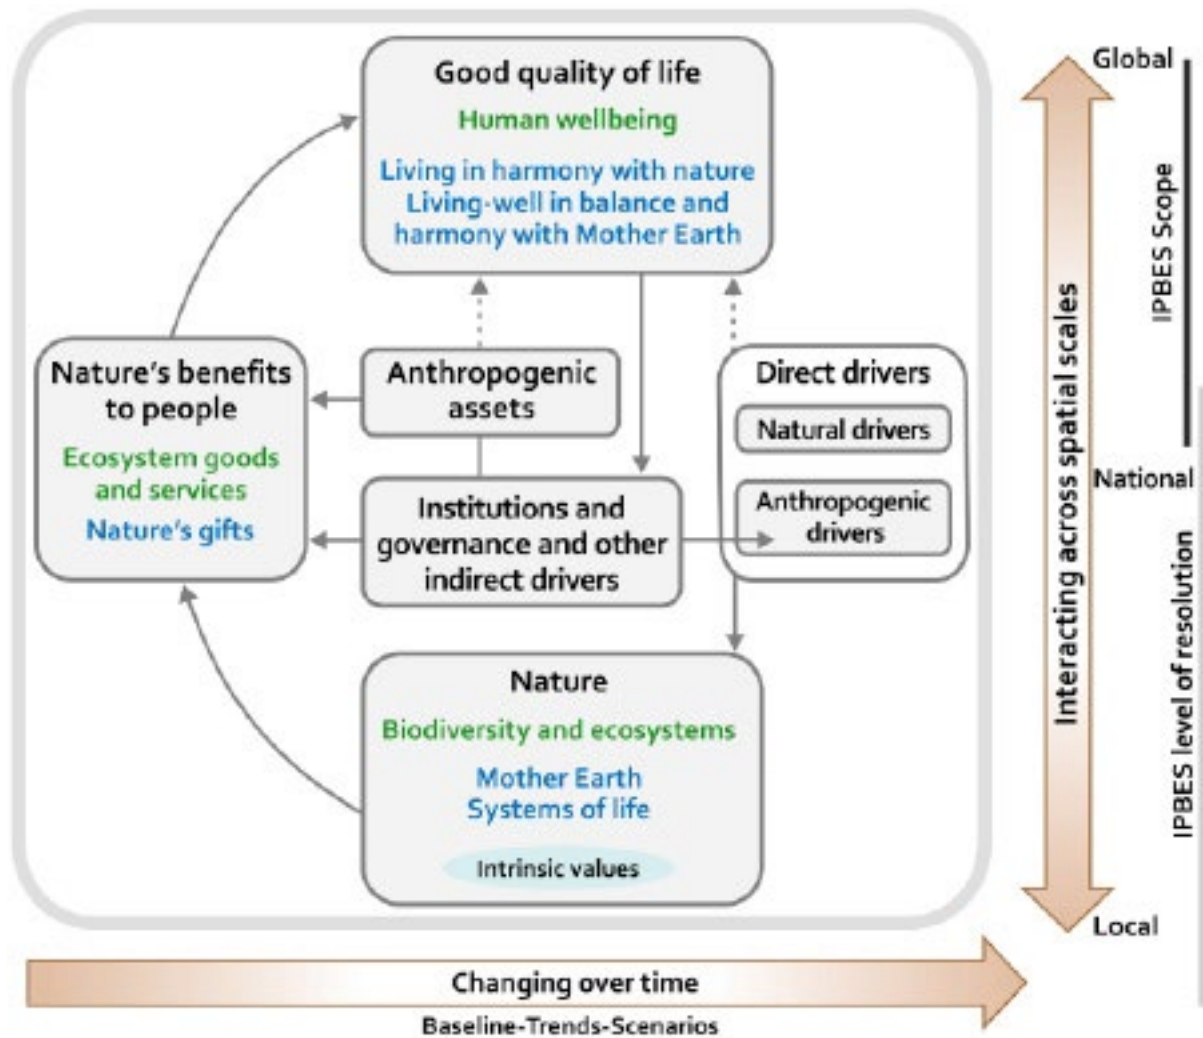 Good quality of life
Human wellbeing
Living in harmony with nature
Living-well in balance and
harmony with Mother Earth
Nature's benefits
to people
Ecosystem goods
and services
Nature's gifts
Anthropogenic
assets
Institutions and
governance and other
indirect drivers
Direct drivers
Natural drivers
Anthropogenic
drivers
Nature
Biodiversity and ecosystems
Mother Earth
Systems of life
Intrinsic values
Changing over time
Baseline-Trends-Scenarios
Interacting across spatial scales
Global
National
Local
IPBES Scope
IPBES level of resolution